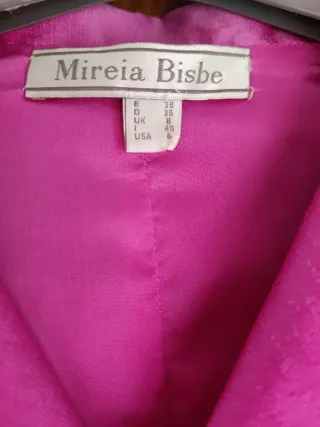 Mireia Bisbe
E 38
D 36
UK 8
I 40
USA 6